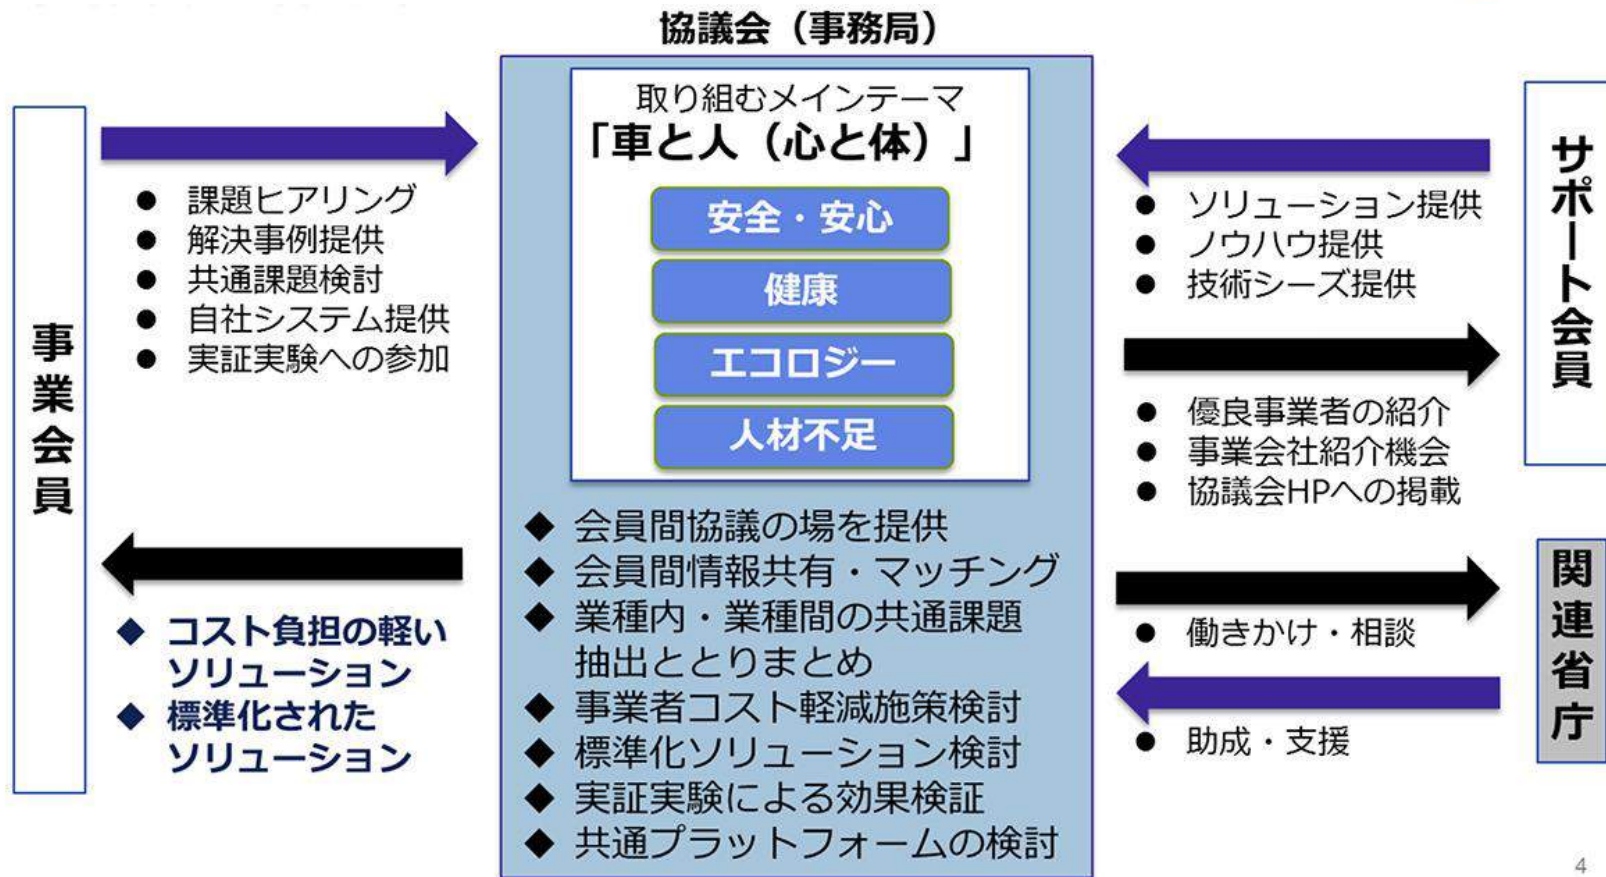 協議会（事務局）
取り組むメインテーマ
「車と人（心と体）」
安全・安心
健康
エコロジー
人材不足
◆ 会員間協議の場を提供
◆ 会員間情報共有・マッチング
◆ 業種内・業種間の共通課題
抽出ととりまとめ
◆ 事業者コスト軽減施策検討
◆ 標準化ソリューション検討
◆ 実証実験による効果検証
◆ 共通プラットフォームの検討
事業会員
● 課題ヒアリング
● 解決事例提供
● 共通課題検討
● 自社システム提供
● 実証実験への参加
◆ コスト負担の軽い
ソリューション
◆ 標準化された
ソリューション
サポート会員
● ソリューション提供
● ノウハウ提供
● 技術シーズ提供
● 優良事業者の紹介
● 事業会社紹介機会
● 協議会HPへの掲載
関連省庁
● 働きかけ・相談
● 助成・支援
4